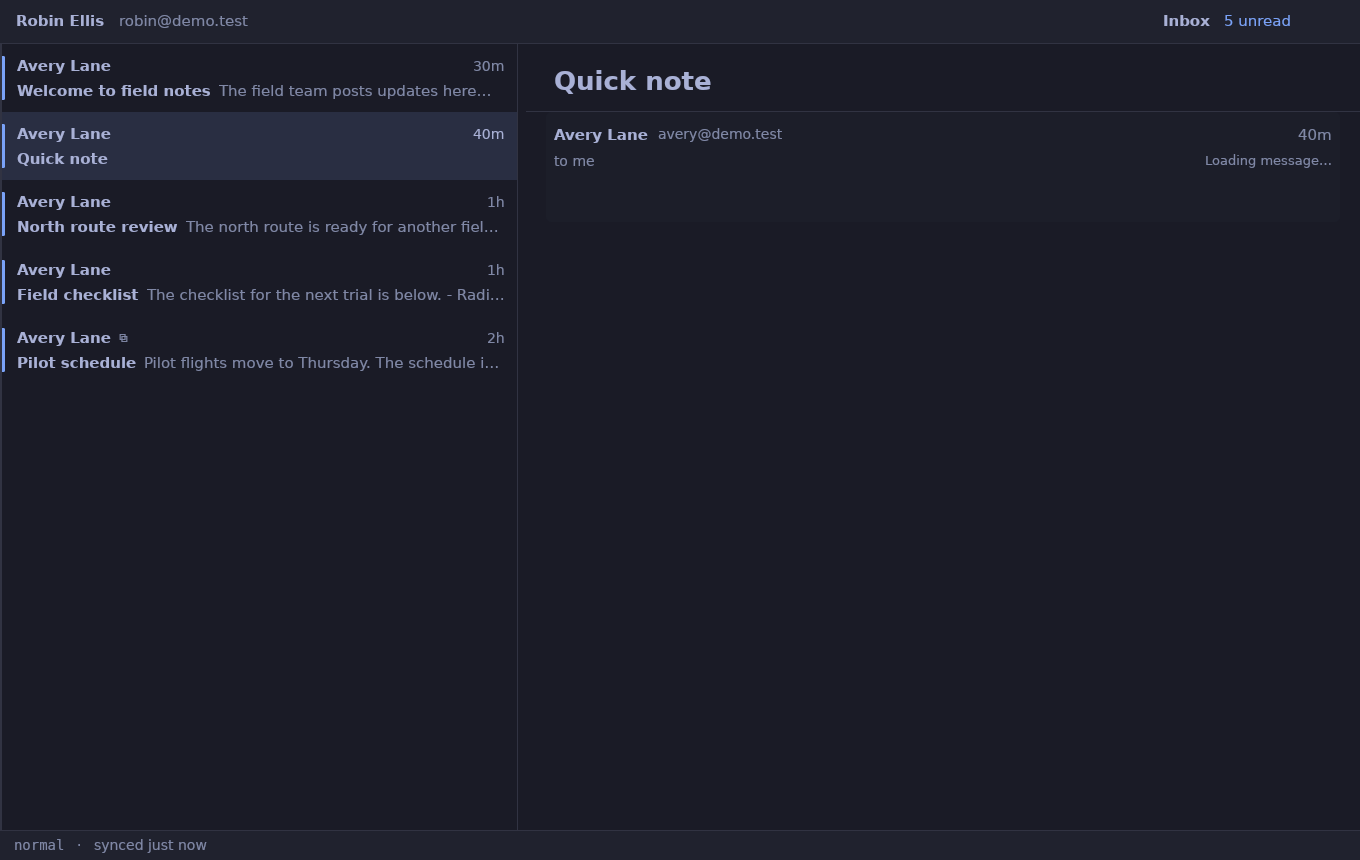 Robin Ellis robin@demo.test Inbox 5 unread
Avery Lane 30m
Welcome to field notes The field team posts updates here…
Avery Lane 40m
Quick note
Avery Lane 1h
North route review The north route is ready for another fiel…
Avery Lane 1h
Field checklist The checklist for the next trial is below. - Radi…
Avery Lane 2h
Pilot schedule Pilot flights move to Thursday. The schedule i…
Quick note
Avery Lane avery@demo.test 40m
to me Loading message…
normal · synced just now